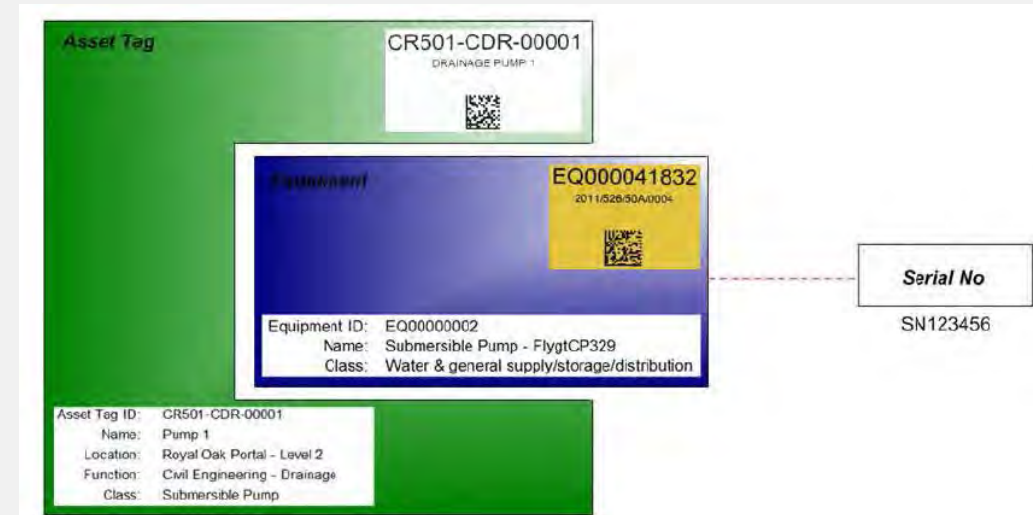 Asset Tag
CR501-CDR-00001
DRAINAGE PUMP 1
Equipment
EQ000041832
2011/526/50A/0004
Serial No
SN123456
Equipment ID: EQ00000002
Name: Submersible Pump - FlygtCP329
Class: Water & general supply/storage/distribution
Asset Tag ID: CR501-CDR-00001
Name: Pump 1
Location: Royal Oak Portal - Level 2
Function: Civil Engineering - Drainage
Class: Submersible Pump